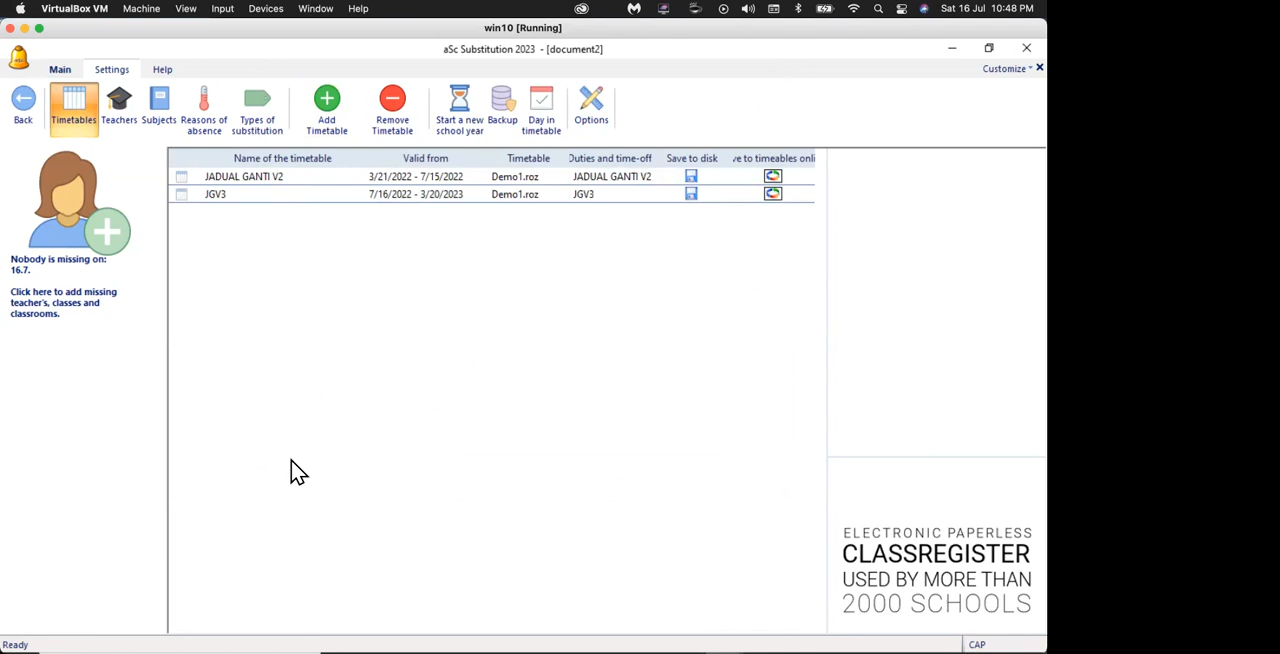 VirtualBox VM Machine View Input Devices Window Help Sat 16 Jul 10:48 PM
win10 [Running]
aSc Substitution 2023 - [document2]
Main Settings Help Customize
Back
Timetables
Teachers
Subjects
Reasons of
absence
Types of
substitution
Add
Timetable
Remove
Timetable
Start a new
school year
Backup
Day in
timetable
Options
Name of the timetable Valid from Timetable Duties and time-off Save to disk ve to timeables onli
JADUAL GANTI V2 3/21/2022 - 7/15/2022 Demo1.roz JADUAL GANTI V2
JGV3 7/16/2022 - 3/20/2023 Demo1.roz JGV3
Nobody is missing on:
16.7.
Click here to add missing
teacher's, classes and
classrooms.
ELECTRONIC PAPERLESS
CLASSREGISTER
USED BY MORE THAN
2000 SCHOOLS
Ready CAP